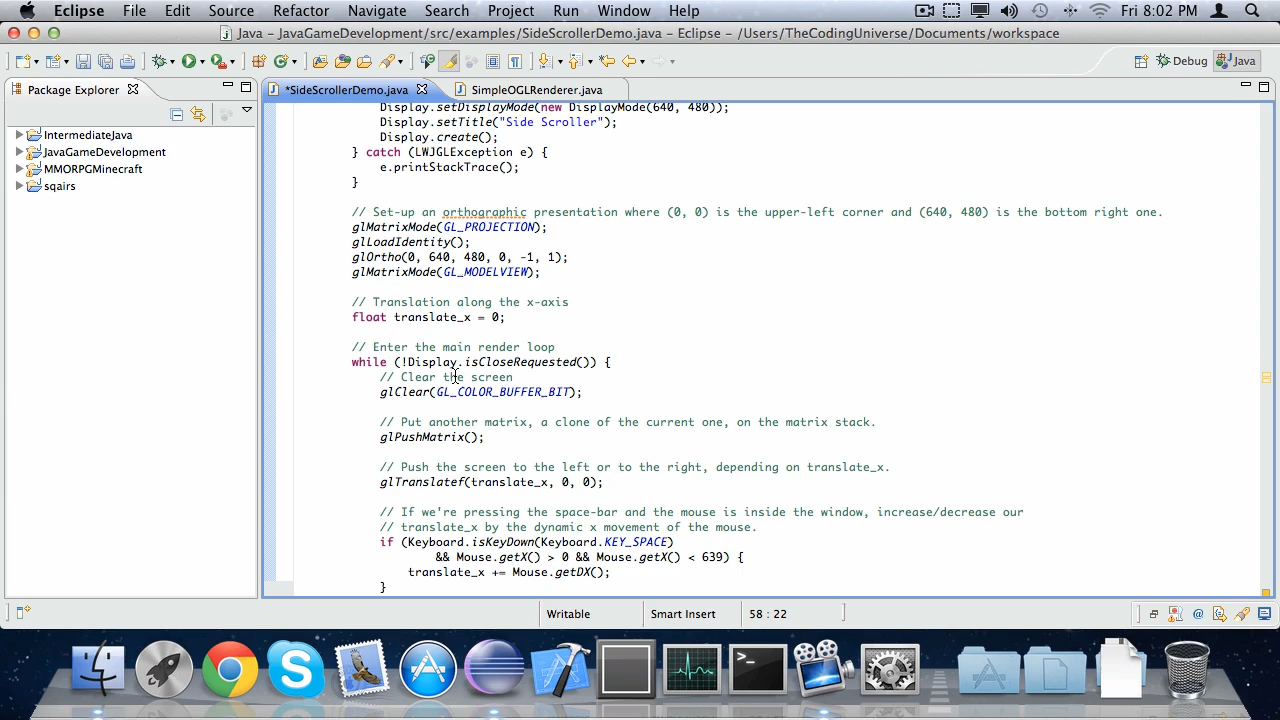 Eclipse File Edit Source Refactor Navigate Search Project Run Window Help Fri 8:02 PM
Java – JavaGameDevelopment/src/examples/SideScrollerDemo.java – Eclipse – /Users/TheCodingUniverse/Documents/workspace
Debug Java
Package Explorer
*SideScrollerDemo.java SimpleOGLRenderer.java
IntermediateJava
JavaGameDevelopment
MMORPGMinecraft
sqairs
Display.setDisplayMode(new DisplayMode(640, 480));
Display.setTitle("Side Scroller");
Display.create();
} catch (LWJGLException e) {
e.printStackTrace();
}
// Set-up an orthographic presentation where (0, 0) is the upper-left corner and (640, 480) is the bottom right one.
glMatrixMode(GL_PROJECTION);
glLoadIdentity();
glOrtho(0, 640, 480, 0, -1, 1);
glMatrixMode(GL_MODELVIEW);
// Translation along the x-axis
float translate_x = 0;
// Enter the main render loop
while (!Display.isCloseRequested()) {
// Clear the screen
glClear(GL_COLOR_BUFFER_BIT);
// Put another matrix, a clone of the current one, on the matrix stack.
glPushMatrix();
// Push the screen to the left or to the right, depending on translate_x.
glTranslatef(translate_x, 0, 0);
// If we're pressing the space-bar and the mouse is inside the window, increase/decrease our
// translate_x by the dynamic x movement of the mouse.
if (Keyboard.isKeyDown(Keyboard.KEY_SPACE)
&& Mouse.getX() > 0 && Mouse.getX() < 639) {
translate_x += Mouse.getDX();
}
Writable Smart Insert 58 : 22